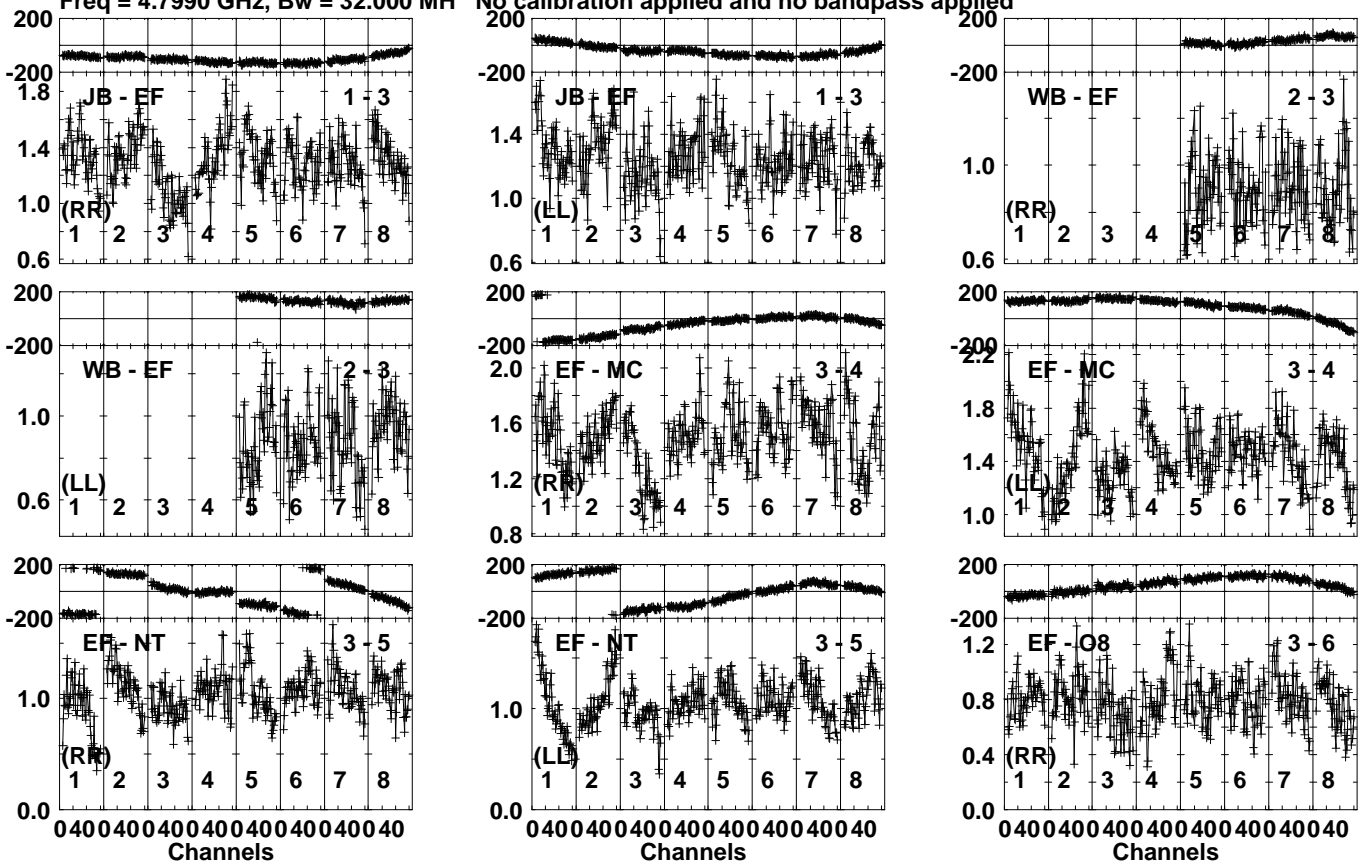 Freq = 4.7990 GHz, Bw = 32.000 MH No calibration applied and no bandpass applied
200 200 200
-200 -200 -200
1.8 JB - EF 1 - 3 1.8 JB - EF 1 - 3 WB - EF 2 - 3
1.4 1.4 1.0
1.0 1.0
(RR) (LL) (RR)
1 2 3 4 5 6 7 8 1 2 3 4 5 6 7 8 1 2 3 4 5 6 7 8
0.6 0.6 0.6
200 200 200
-200 -200 -200
WB - EF 2 - 3 2.0 EF - MC 3 - 4 2.2 EF - MC 3 - 4
1.0 1.6 1.8
1.2 1.4
0.6 (LL) (RR) (LL)
1 2 3 4 5 6 7 8 1 2 3 4 5 6 7 8 1.0 1 2 3 4 5 6 7 8
0.8
200 200 200
-200 -200 -200
EF - NT 3 - 5 EF - NT 3 - 5 1.2 EF - O8 3 - 6
1.0 1.0 0.8
(RR) (LL) 0.4 (RR)
1 2 3 4 5 6 7 8 1 2 3 4 5 6 7 8 1 2 3 4 5 6 7 8
0.0 0.0 0.0
0 40 0 40 0 40 0 40 0 40 0 40 0 40 0 40 0 40 0 40 0 40 0 40 0 40 0 40 0 40 0 40 0 40 0 40 0 40 0 40 0 40 0 40 0 40 0 40
Channels Channels Channels